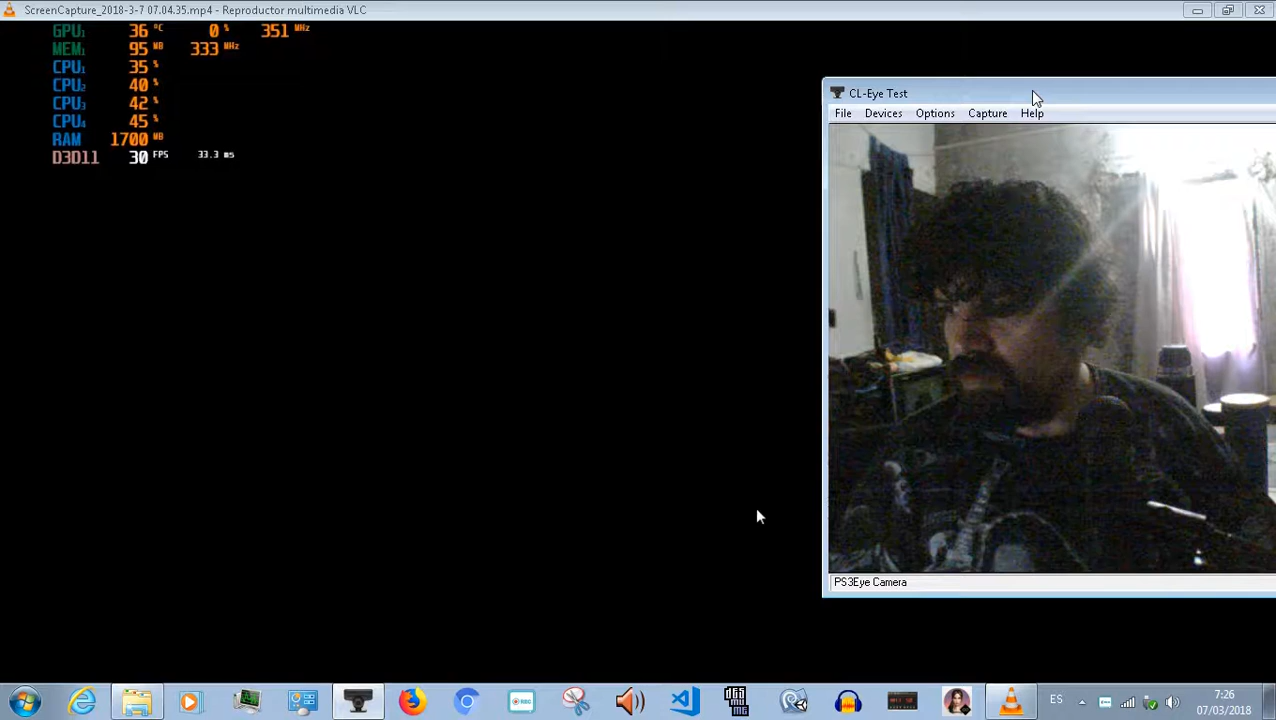 ScreenCapture_2018-3-7 07.04.35.mp4 - Reproductor multimedia VLC
GPU1 36 °C 0 % 351 MHz
MEM1 95 MB 333 MHz
CPU1 35 %
CPU2 40 %
CPU3 42 %
CPU4 45 %
RAM 1700 MB
D3D11 30 FPS 33.3 ms
CL-Eye Test
File Devices Options Capture Help
PS3Eye Camera
REC
ES
7:26
07/03/2018